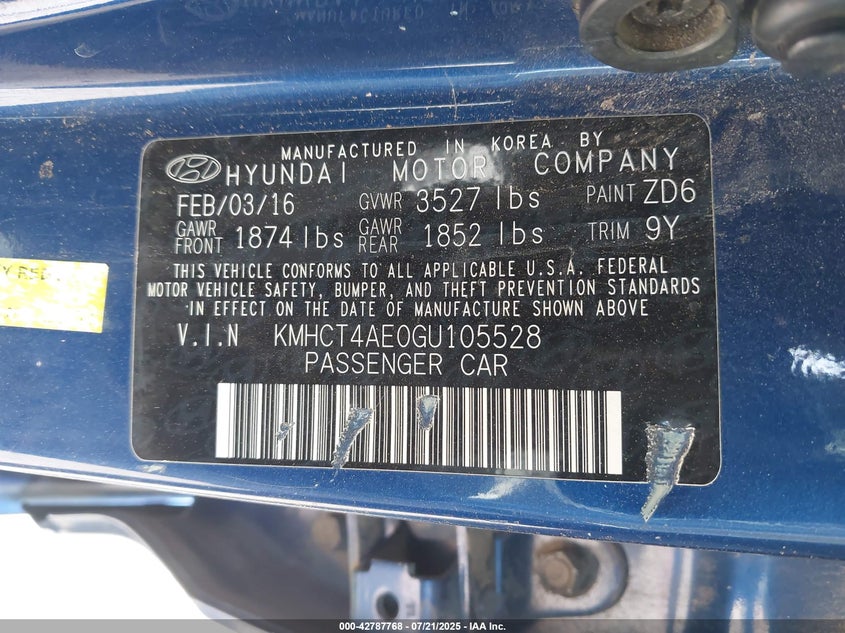 MANUFACTURED IN KOREA BY
HYUNDAI MOTOR COMPANY
FEB/03/16 GVWR 3527 lbs PAINT ZD6
GAWR FRONT 1874 lbs GAWR REAR 1852 lbs TRIM 9Y
THIS VEHICLE CONFORMS TO ALL APPLICABLE U.S.A. FEDERAL
MOTOR VEHICLE SAFETY, BUMPER, AND THEFT PREVENTION STANDARDS
IN EFFECT ON THE DATE OF MANUFACTURE SHOWN ABOVE
V.I.N KMHCT4AE0GU105528
PASSENGER CAR
000-42787768 - 07/21/2025 - IAA Inc.